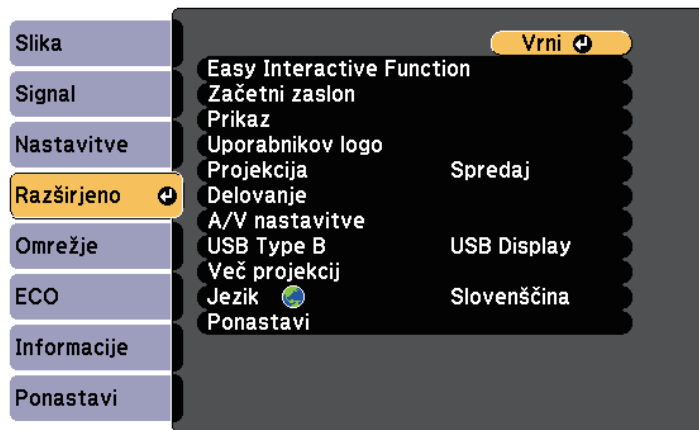 Slika
Signal
Nastavitve
Razširjeno
Omrežje
ECO
Informacije
Ponastavi
Vrni
Easy Interactive Function
Začetni zaslon
Prikaz
Uporabnikov logo
Projekcija Spredaj
Delovanje
A/V nastavitve
USB Type B USB Display
Več projekcij
Jezik Slovenščina
Ponastavi